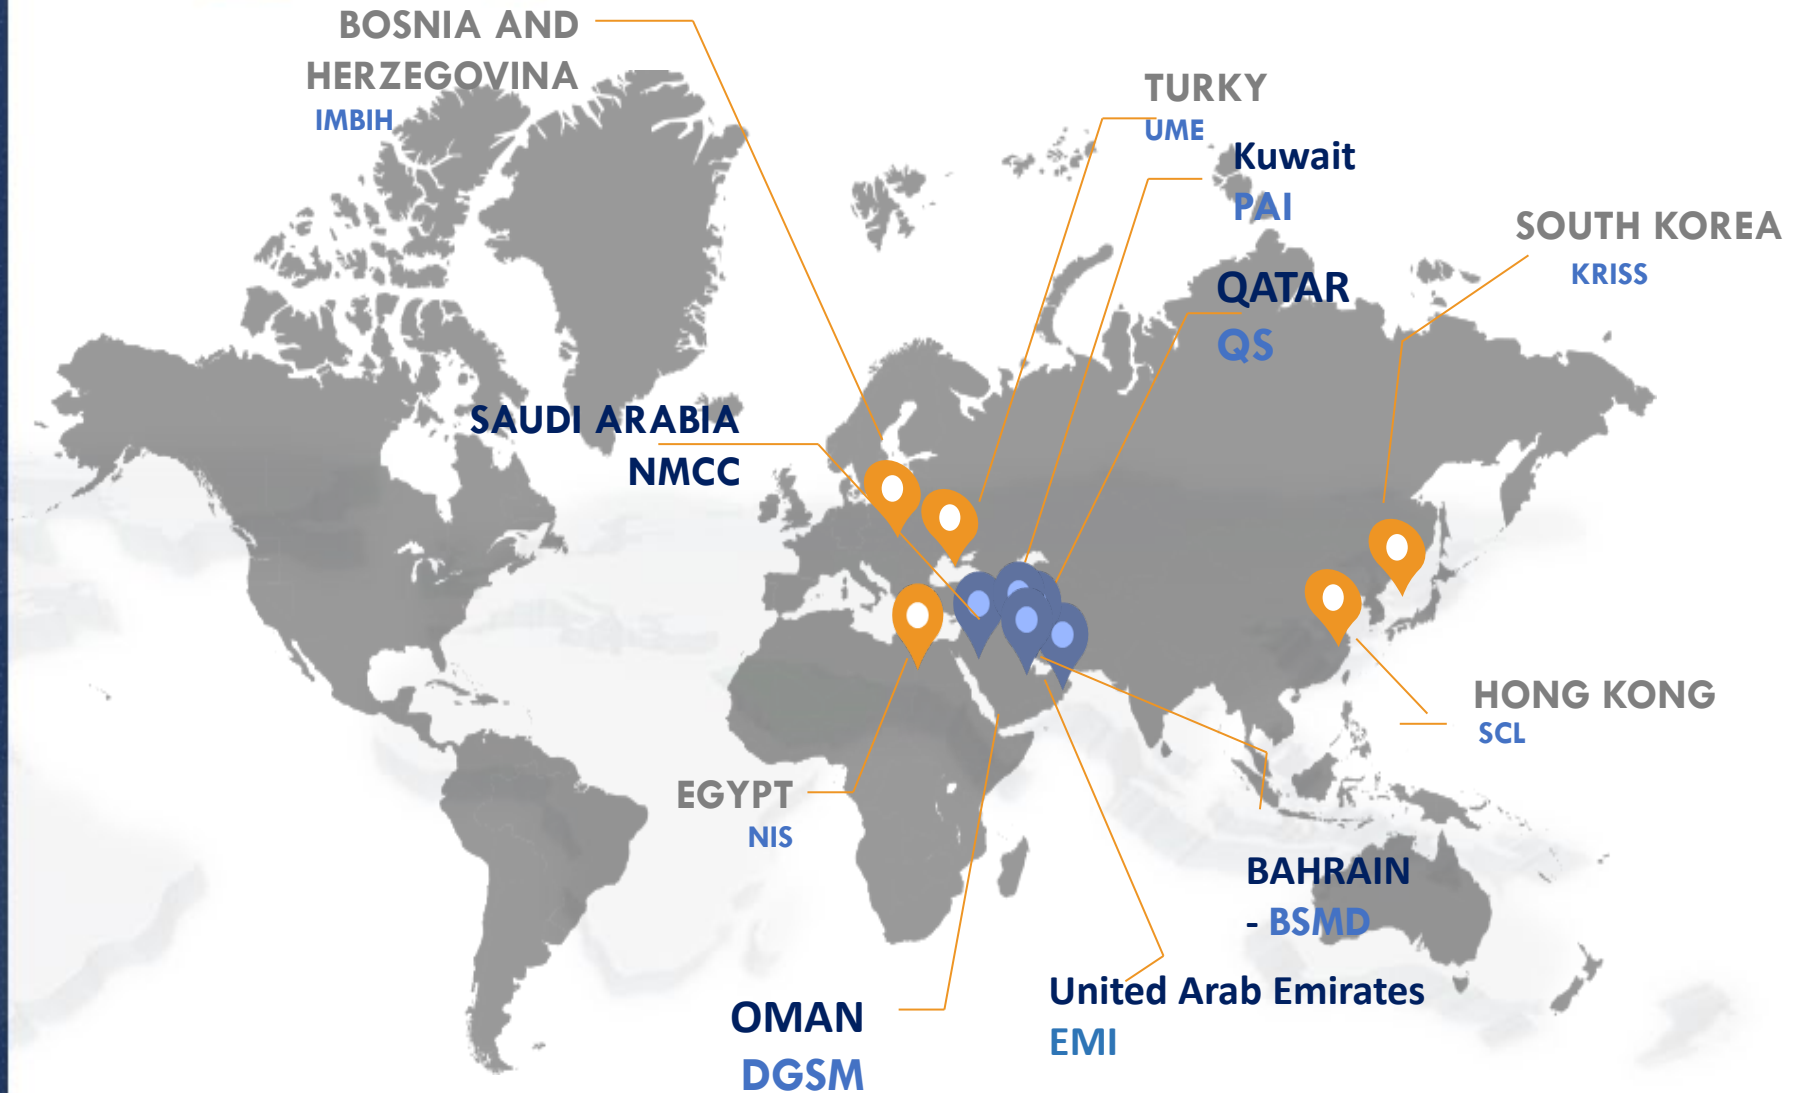 BOSNIA AND
HERZEGOVINA
IMBIH
TURKY
UME
Kuwait
PAI
SOUTH KOREA
KRISS
QATAR
QS
SAUDI ARABIA
NMCC
HONG KONG
SCL
EGYPT
NIS
BAHRAIN
- BSMD
United Arab Emirates
EMI
OMAN
DGSM